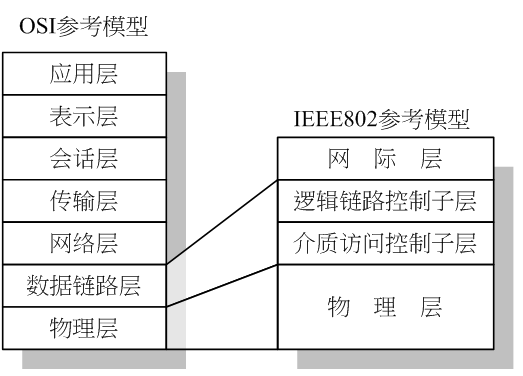 OSI参考模型
应用层
表示层
会话层
传输层
网络层
数据链路层
物理层
IEEE802参考模型
网 际 层
逻辑链路控制子层
介质访问控制子层
物 理 层